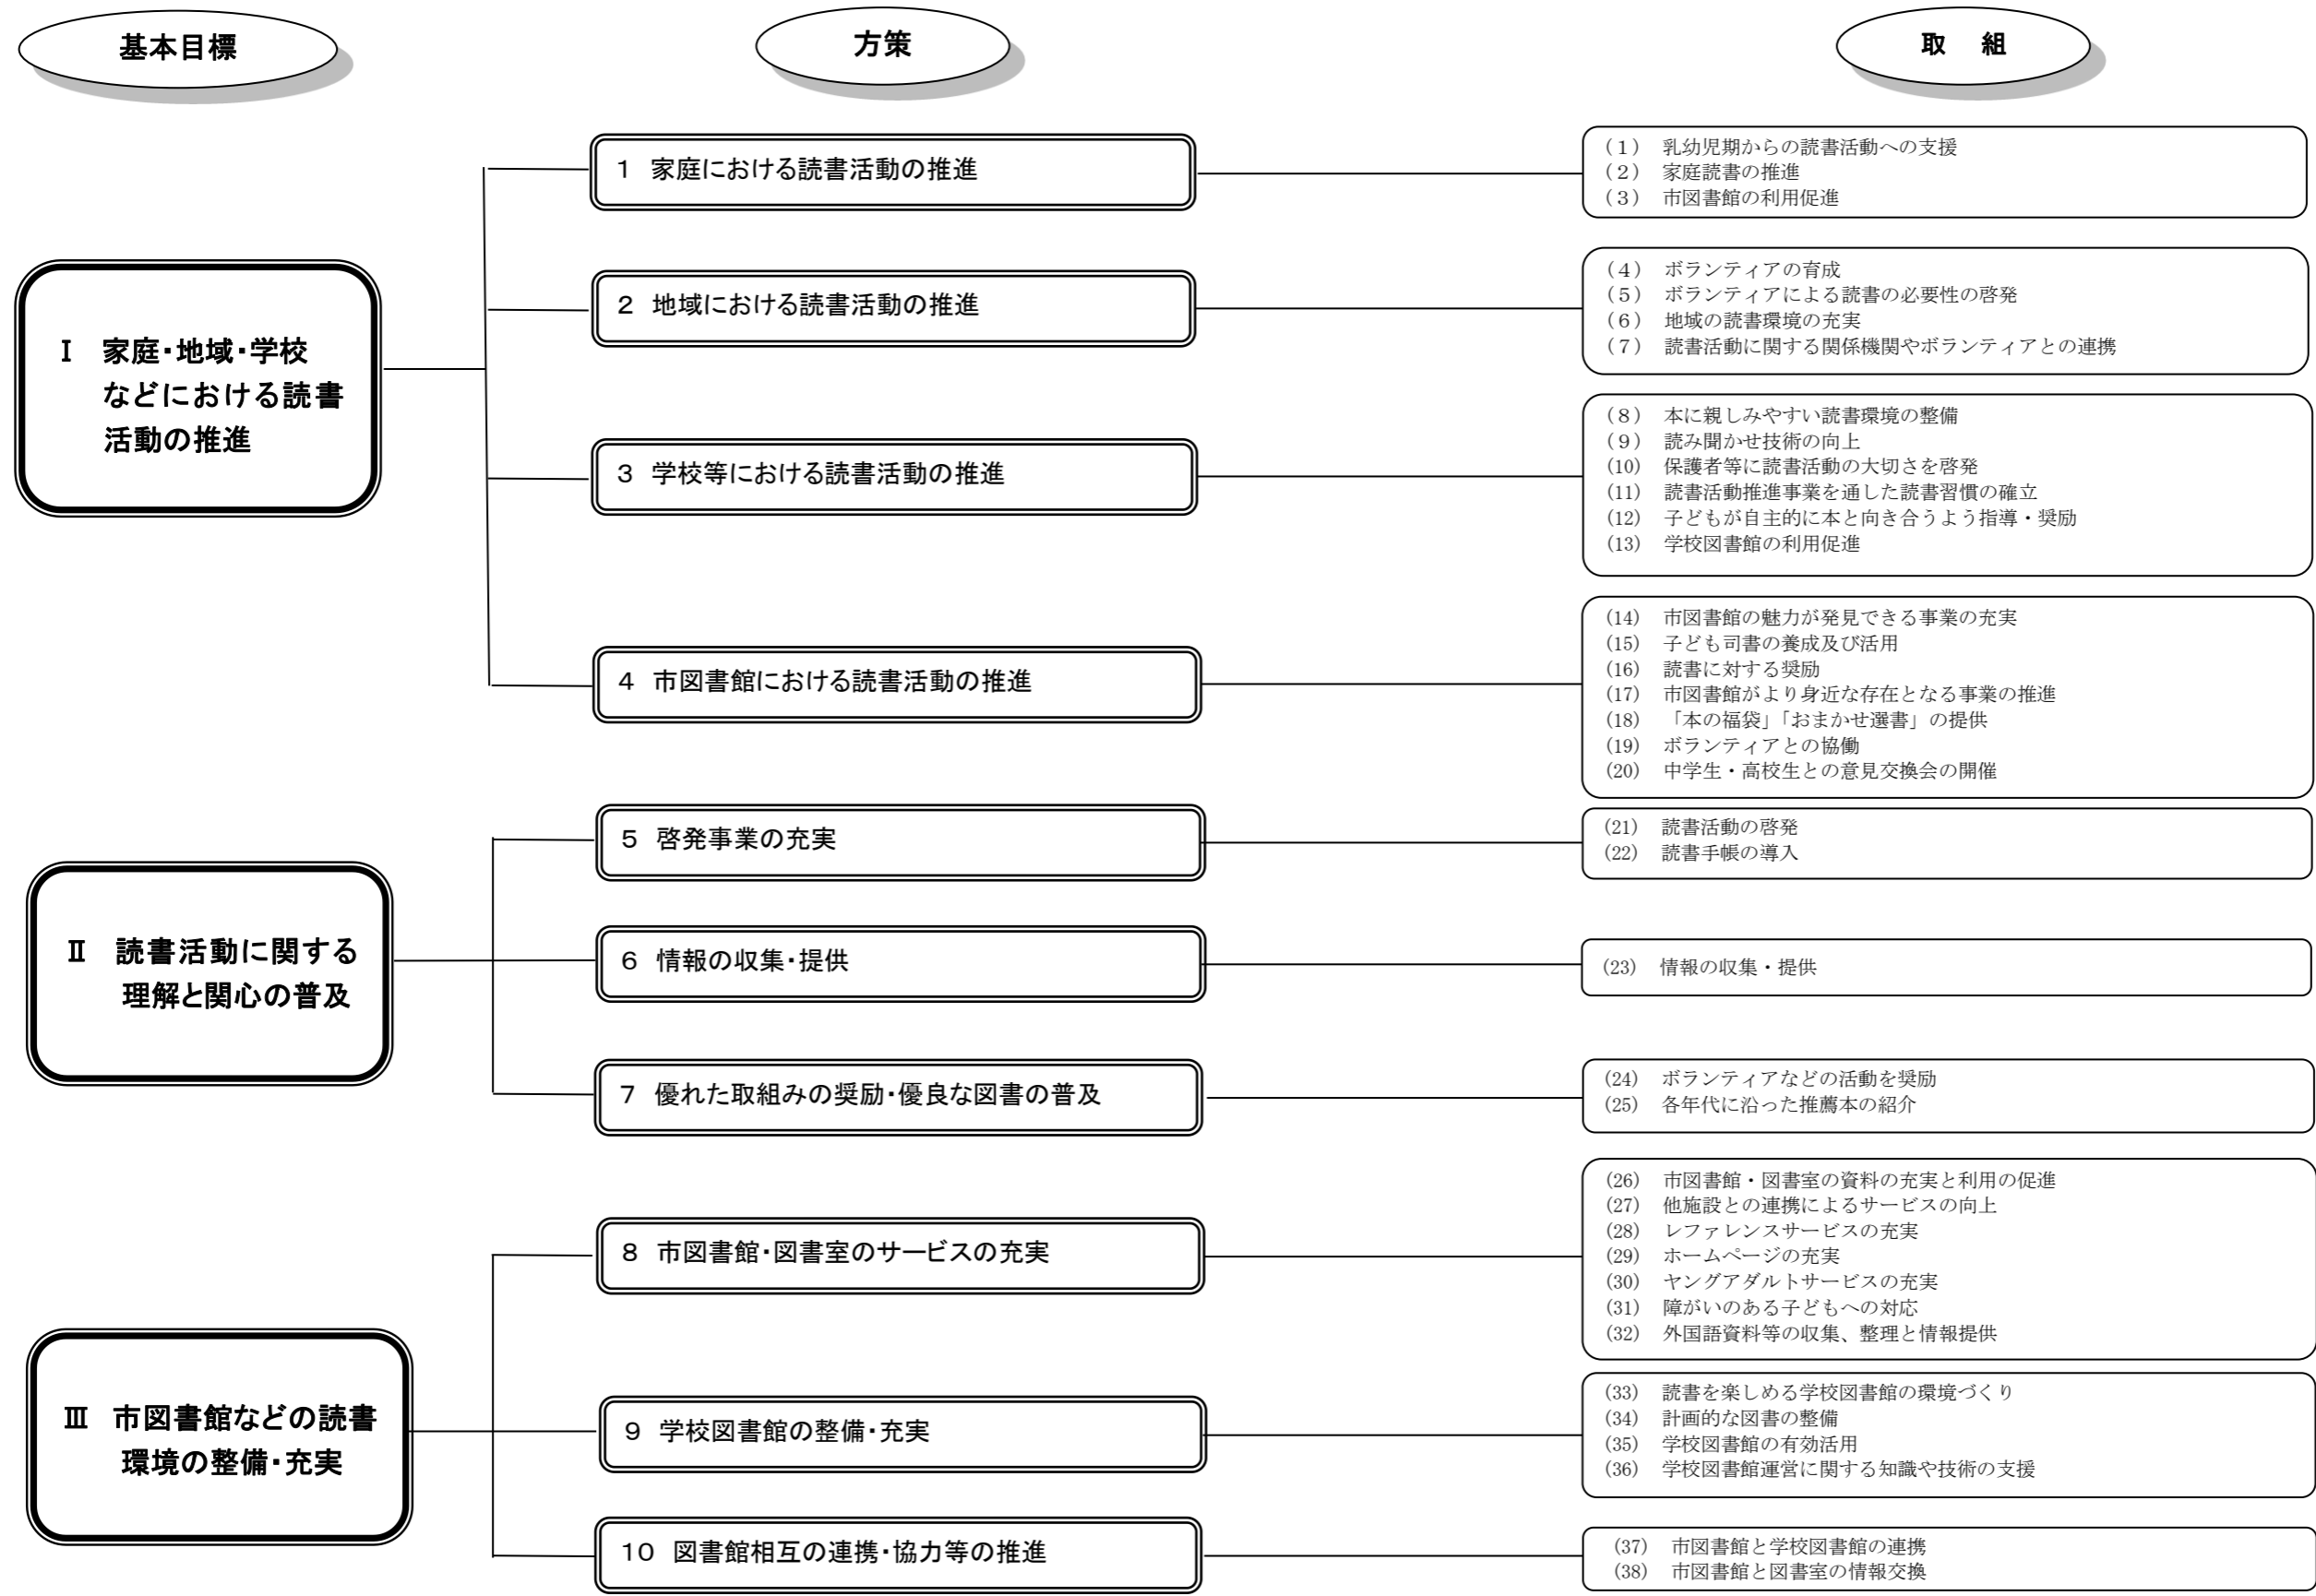 基本目標
方策
取　組
Ⅰ　家庭・地域・学校
などにおける読書
活動の推進
１　家庭における読書活動の推進
（１）　乳幼児期からの読書活動への支援
（２）　家庭読書の推進
（３）　市図書館の利用促進
２　地域における読書活動の推進
（４）　ボランティアの育成
（５）　ボランティアによる読書の必要性の啓発
（６）　地域の読書環境の充実
（７）　読書活動に関する関係機関やボランティアとの連携
３　学校等における読書活動の推進
（８）　本に親しみやすい読書環境の整備
（９）　読み聞かせ技術の向上
(10)　保護者等に読書活動の大切さを啓発
(11)　読書活動推進事業を通した読書習慣の確立
(12)　子どもが自主的に本と向き合うよう指導・奨励
(13)　学校図書館の利用促進
４　市図書館における読書活動の推進
(14)　市図書館の魅力が発見できる事業の充実
(15)　子ども司書の養成及び活用
(16)　読書に対する奨励
(17)　市図書館がより身近な存在となる事業の推進
(18)　「本の福袋」「おまかせ選書」の提供
(19)　ボランティアとの協働
(20)　中学生・高校生との意見交換会の開催
Ⅱ　読書活動に関する
理解と関心の普及
５　啓発事業の充実
(21)　読書活動の啓発
(22)　読書手帳の導入
６　情報の収集・提供
(23)　情報の収集・提供
７　優れた取組みの奨励・優良な図書の普及
(24)　ボランティアなどの活動を奨励
(25)　各年代に沿った推薦本の紹介
Ⅲ　市図書館などの読書
環境の整備・充実
８　市図書館・図書室のサービスの充実
(26)　市図書館・図書室の資料の充実と利用の促進
(27)　他施設との連携によるサービスの向上
(28)　レファレンスサービスの充実
(29)　ホームページの充実
(30)　ヤングアダルトサービスの充実
(31)　障がいのある子どもへの対応
(32)　外国語資料等の収集、整理と情報提供
９　学校図書館の整備・充実
(33)　読書を楽しめる学校図書館の環境づくり
(34)　計画的な図書の整備
(35)　学校図書館の有効活用
(36)　学校図書館運営に関する知識や技術の支援
１０　図書館相互の連携・協力等の推進
(37)　市図書館と学校図書館の連携
(38)　市図書館と図書室の情報交換